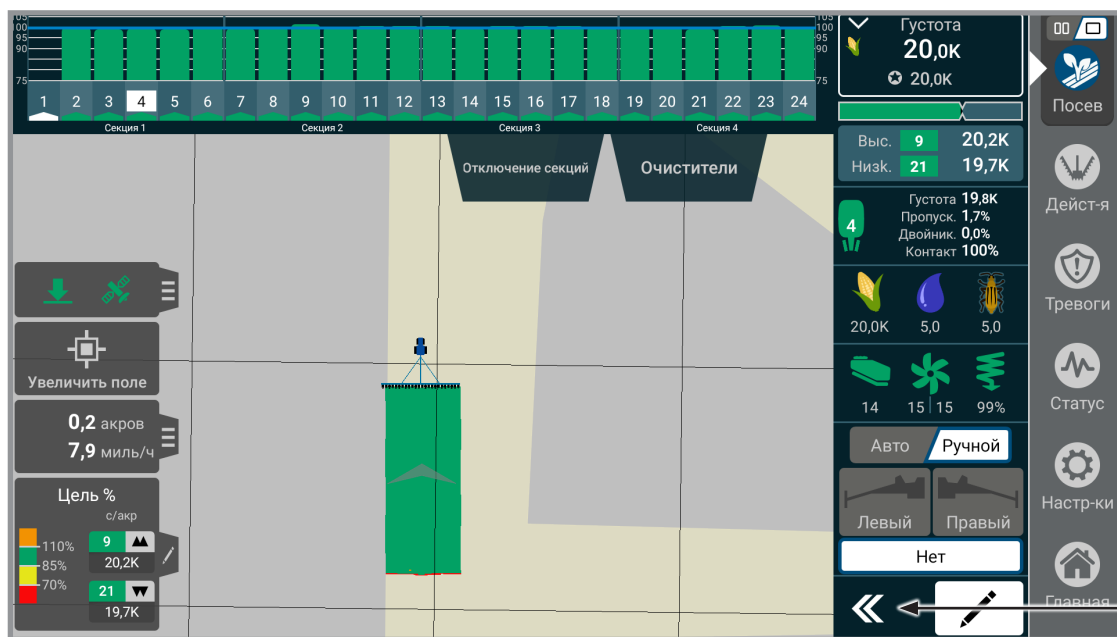 105
100
95
90
75
105
100
95
90
75
1 2 3 4 5 6 7 8 9 10 11 12 13 14 15 16 17 18 19 20 21 22 23 24
Секция 1 Секция 2 Секция 3 Секция 4
Отключение секций
Очистители
Увеличить поле
0,2 акров
7,9 миль/ч
Цель %
с/акр
110%
85%
70%
9
20,2K
21
19,7K
Густота
20,0K
20,0K
Выс. 9 20,2K
Низк. 21 19,7K
4
Густота 19,8K
Пропуск. 1,7%
Двойник. 0,0%
Контакт 100%
20,0K 5,0 5,0
14 15 15 99%
Авто Ручной
Левый Правый
Нет
Посев
Дейст-я
Тревоги
Статус
Настр-ки
Главная